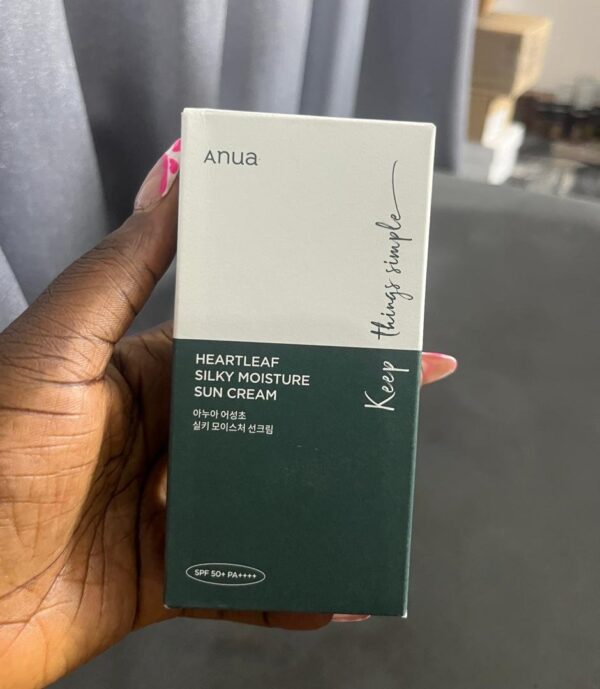 Anua
Keep things simple
HEARTLEAF
SILKY MOISTURE
SUN CREAM
아누아 어성초
실키 모이스처 선크림
SPF 50+ PA++++